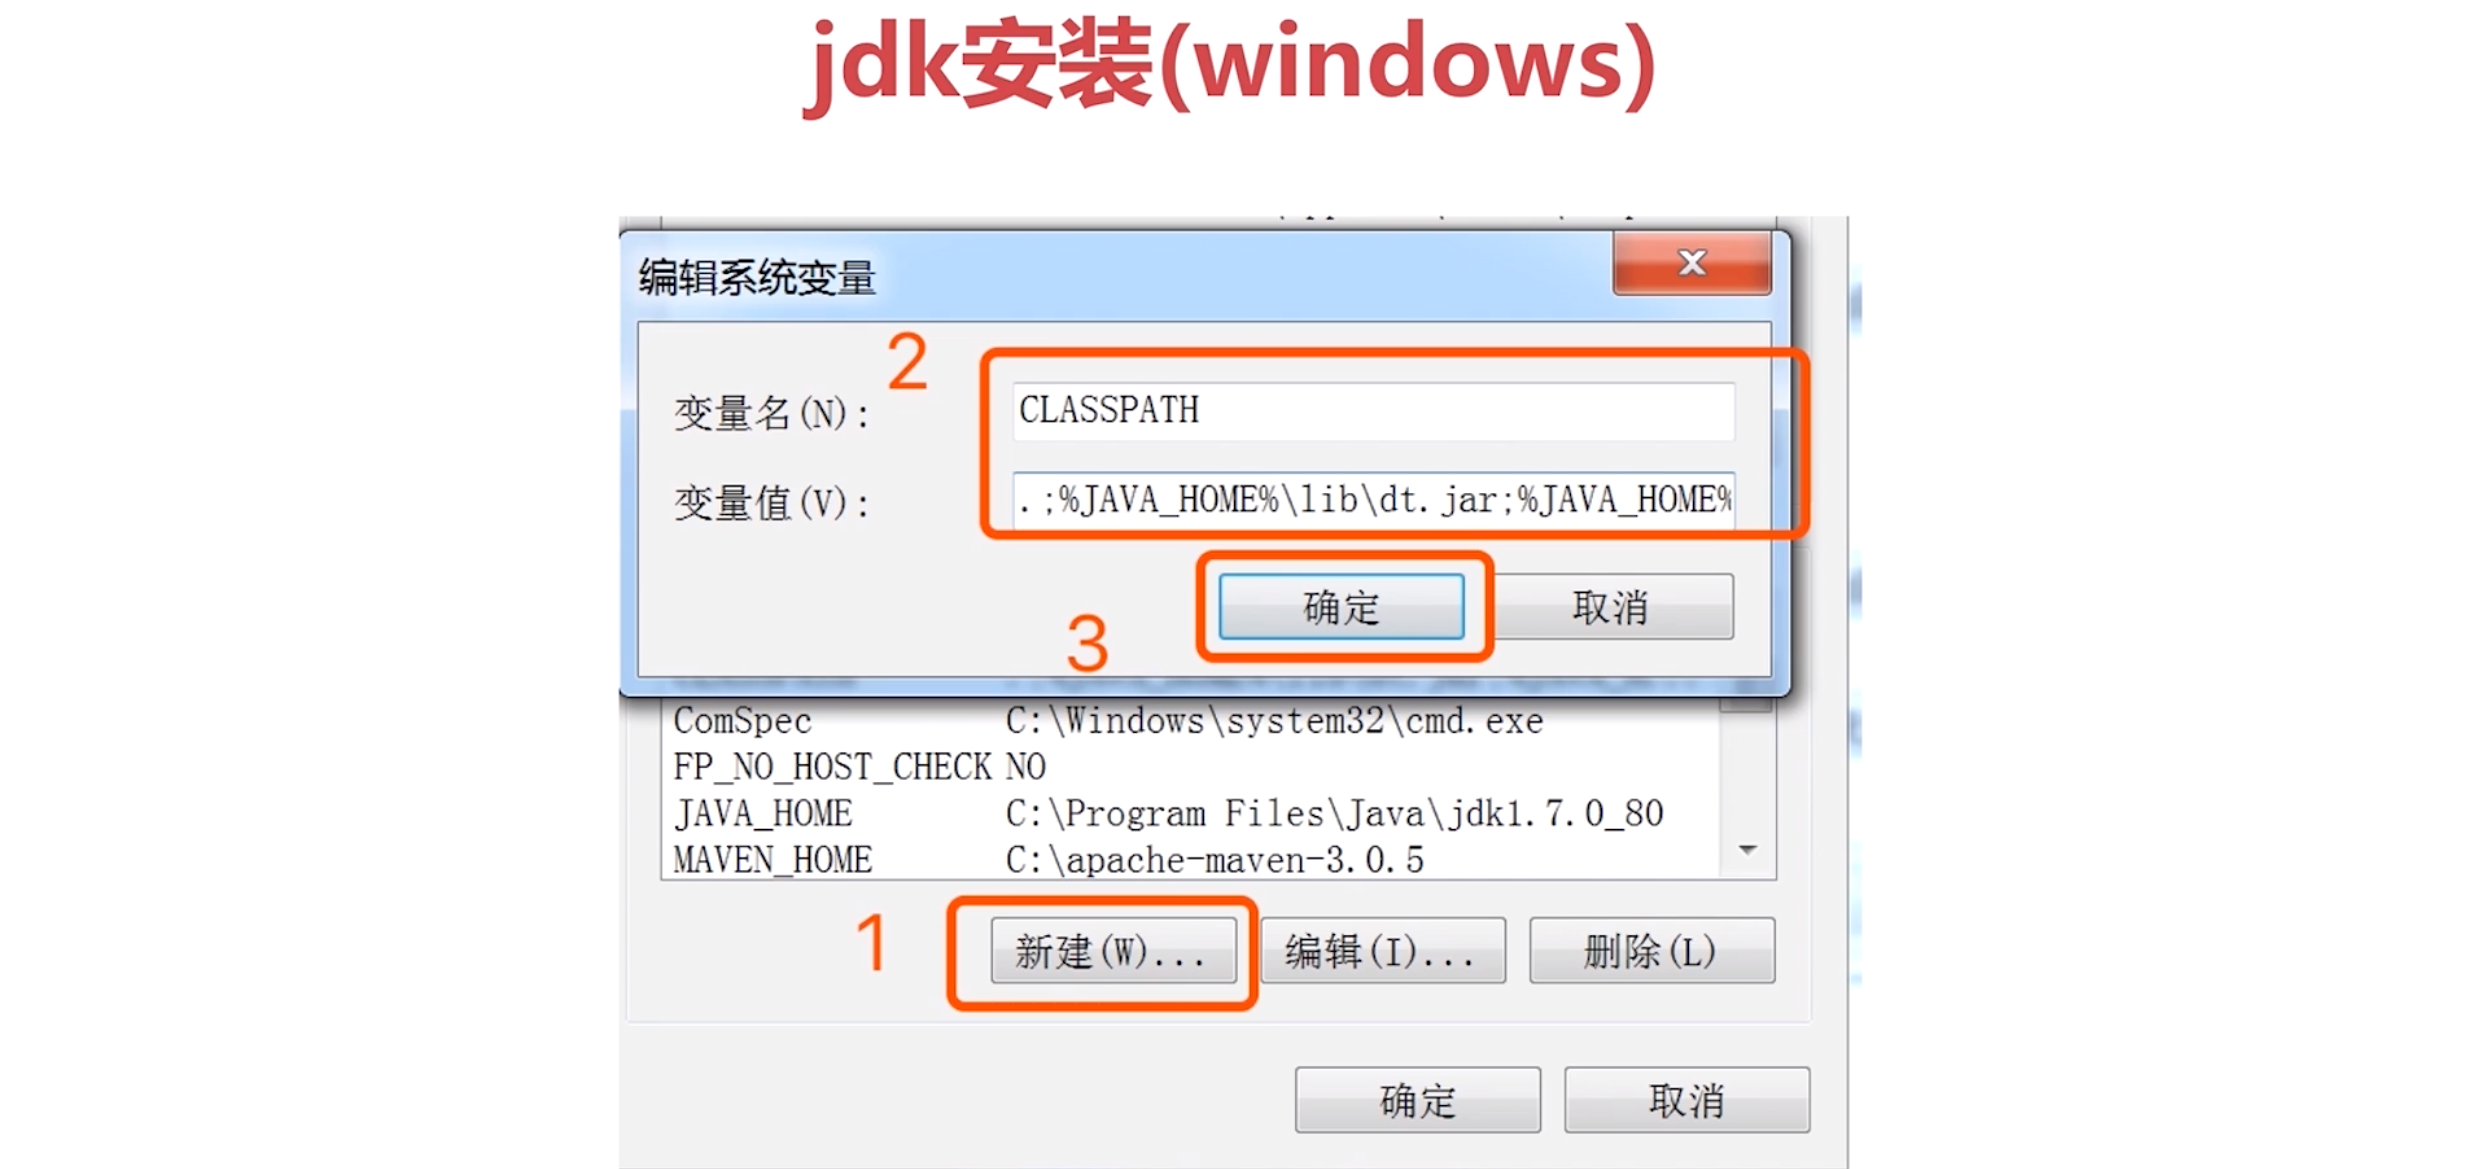 jdk安装(windows)
编辑系统变量
2
变量名(N):
CLASSPATH
变量值(V):
.;%JAVA_HOME%\lib\dt.jar;%JAVA_HOME%
确定
取消
3
ComSpec C:\Windows\system32\cmd.exe
FP_NO_HOST_CHECK NO
JAVA_HOME C:\Program Files\Java\jdk1.7.0_80
MAVEN_HOME C:\apache-maven-3.0.5
1
新建(W)...
编辑(I)...
删除(L)
确定
取消